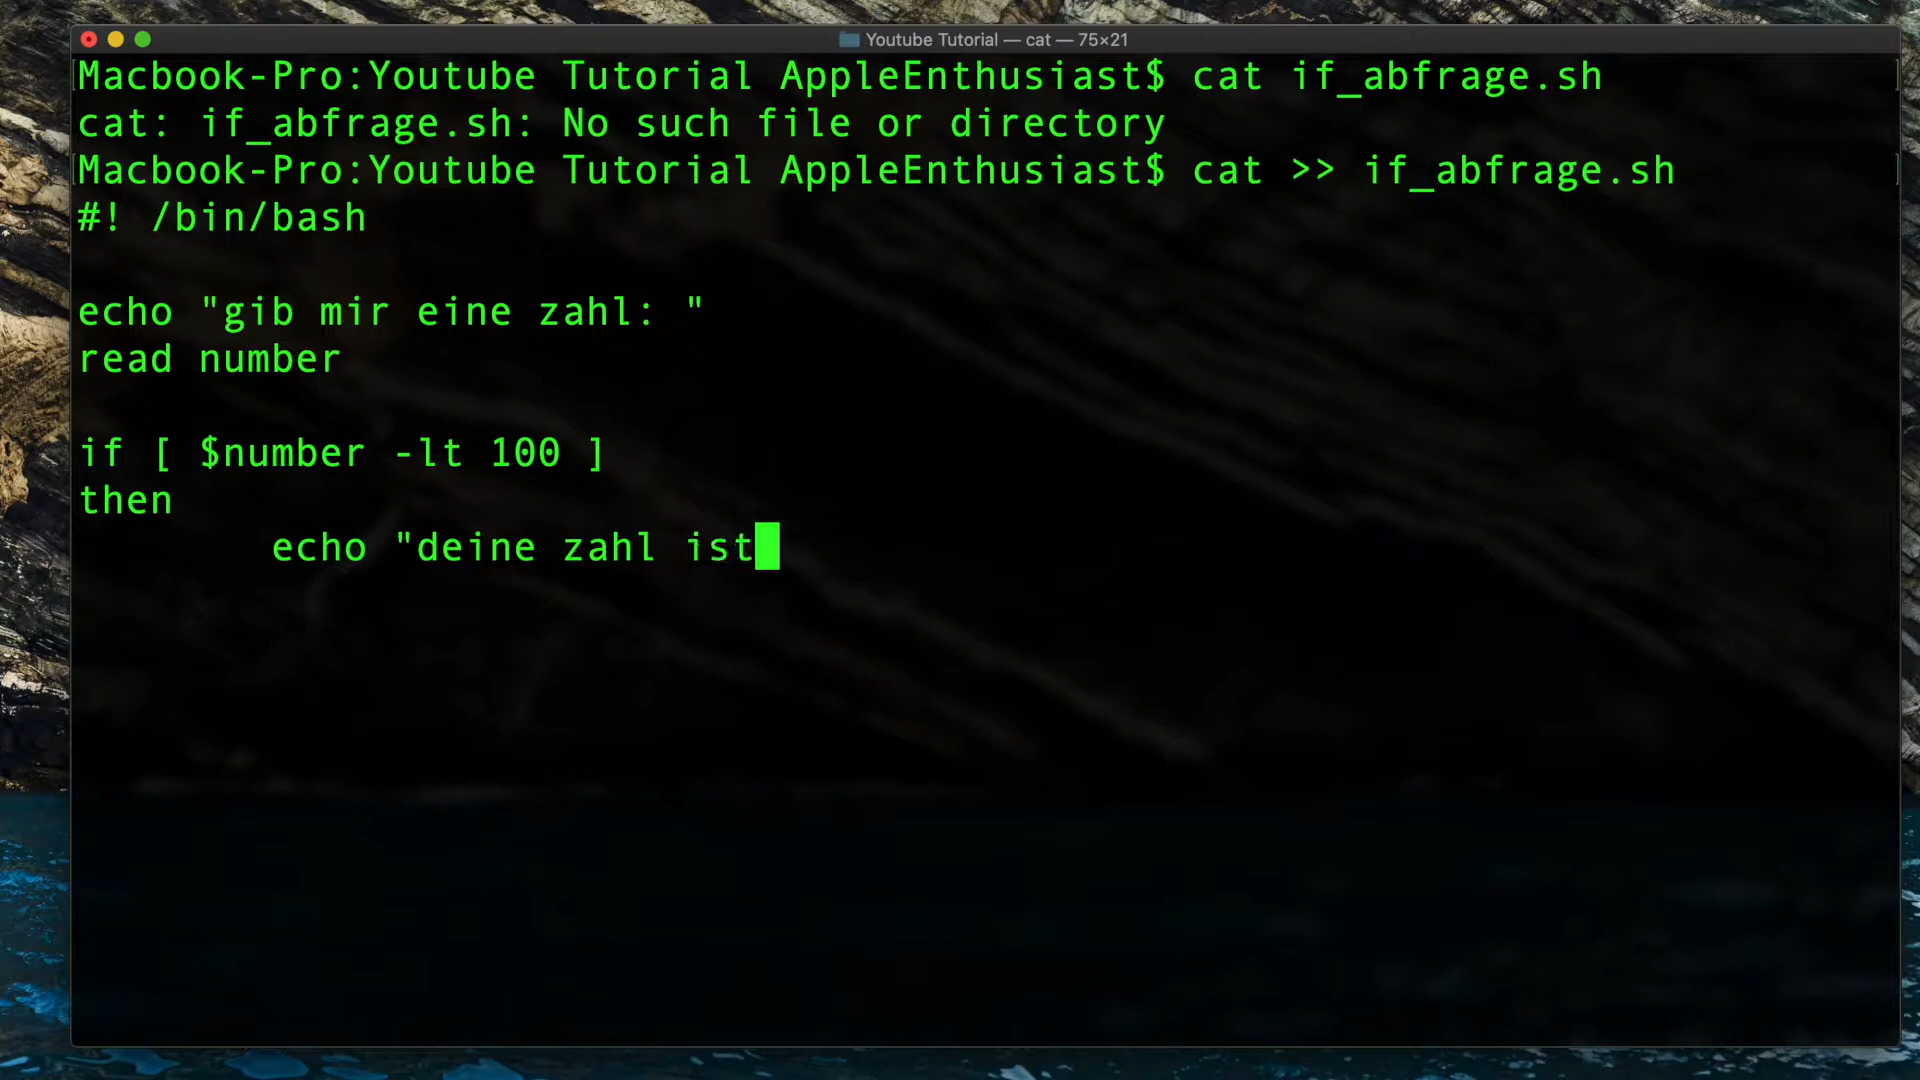 Youtube Tutorial — cat — 75×21
Macbook-Pro:Youtube Tutorial AppleEnthusiast$ cat if_abfrage.sh
cat: if_abfrage.sh: No such file or directory
Macbook-Pro:Youtube Tutorial AppleEnthusiast$ cat >> if_abfrage.sh
#! /bin/bash
echo "gib mir eine zahl: "
read number
if [ $number -lt 100 ]
then
echo "deine zahl ist